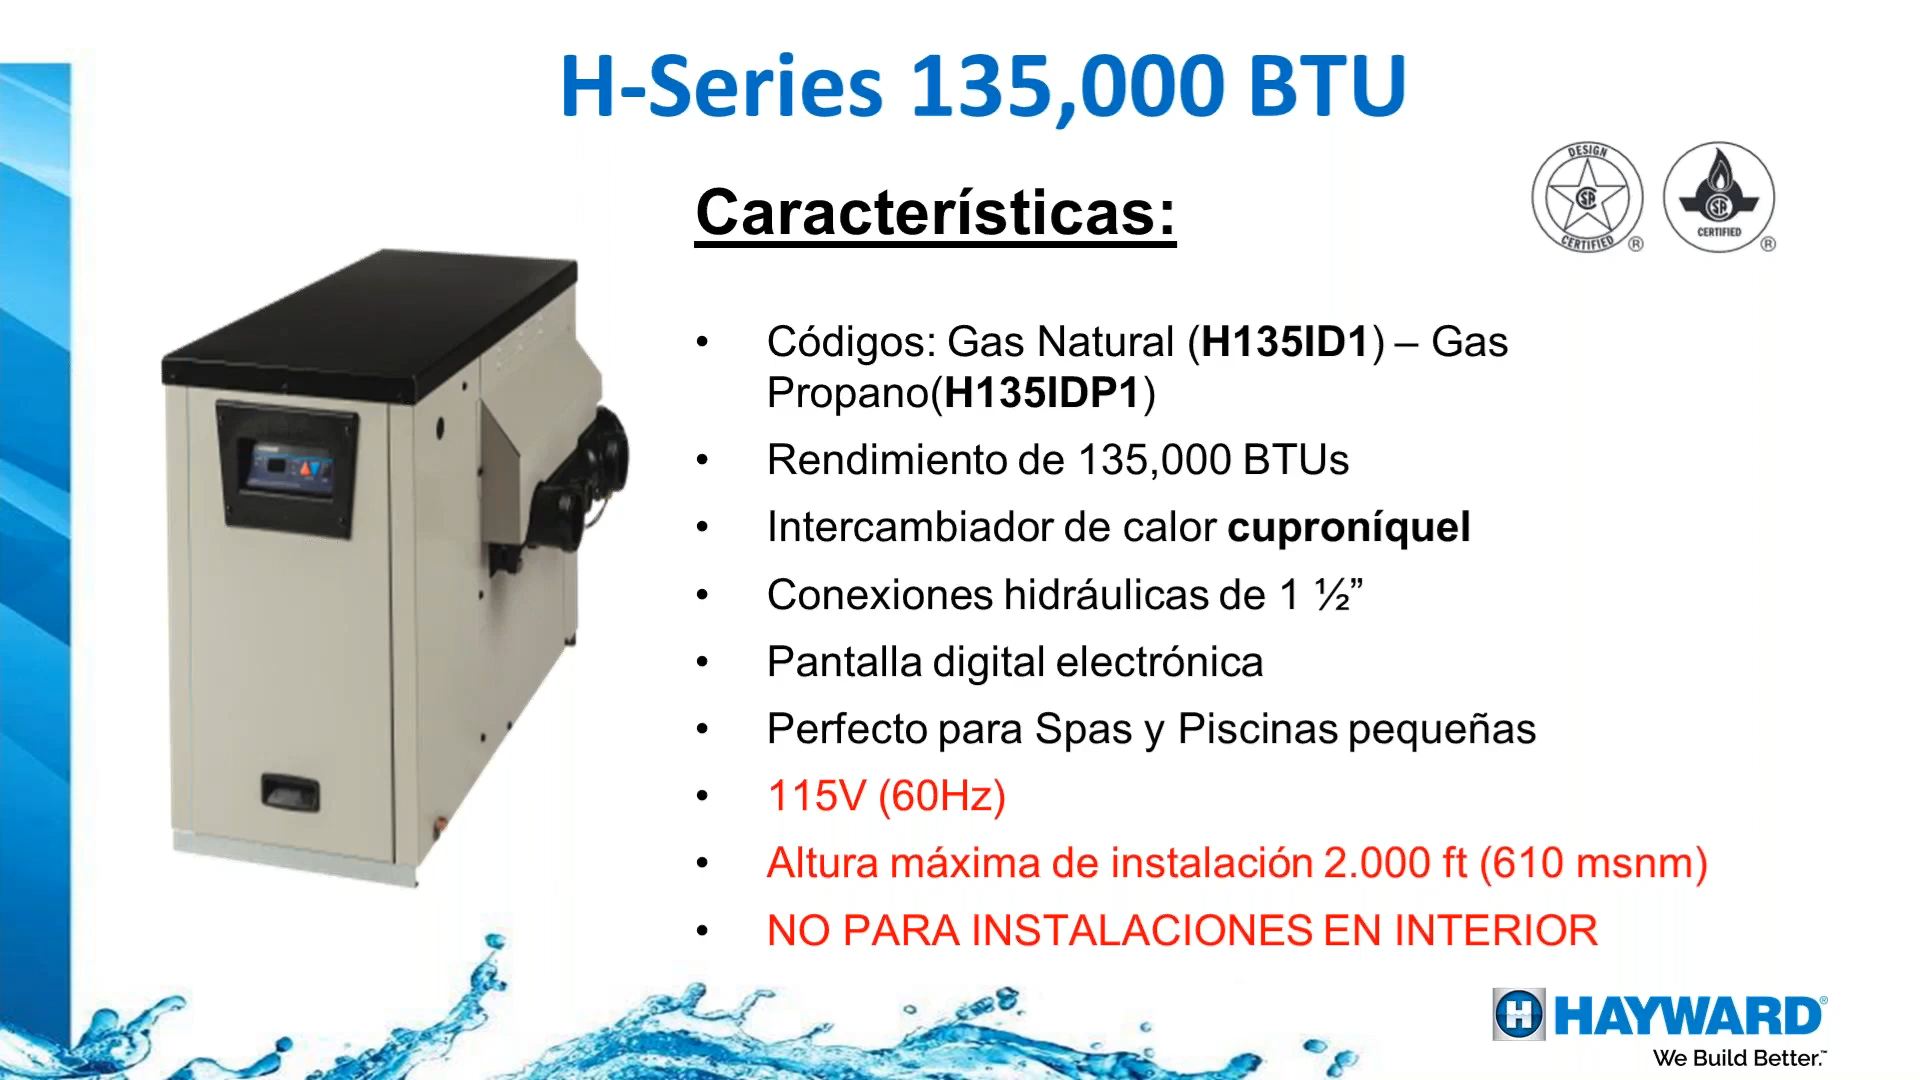 H-Series 135,000 BTU
DESIGN
SA
CERTIFIED
®
SA
CERTIFIED
®
Características:
• Códigos: Gas Natural (H135ID1) – Gas
Propano(H135IDP1)
• Rendimiento de 135,000 BTUs
• Intercambiador de calor cuproníquel
• Conexiones hidráulicas de 1 ½”
• Pantalla digital electrónica
• Perfecto para Spas y Piscinas pequeñas
• 115V (60Hz)
• Altura máxima de instalación 2.000 ft (610 msnm)
• NO PARA INSTALACIONES EN INTERIOR
H HAYWARD®
We Build Better.™